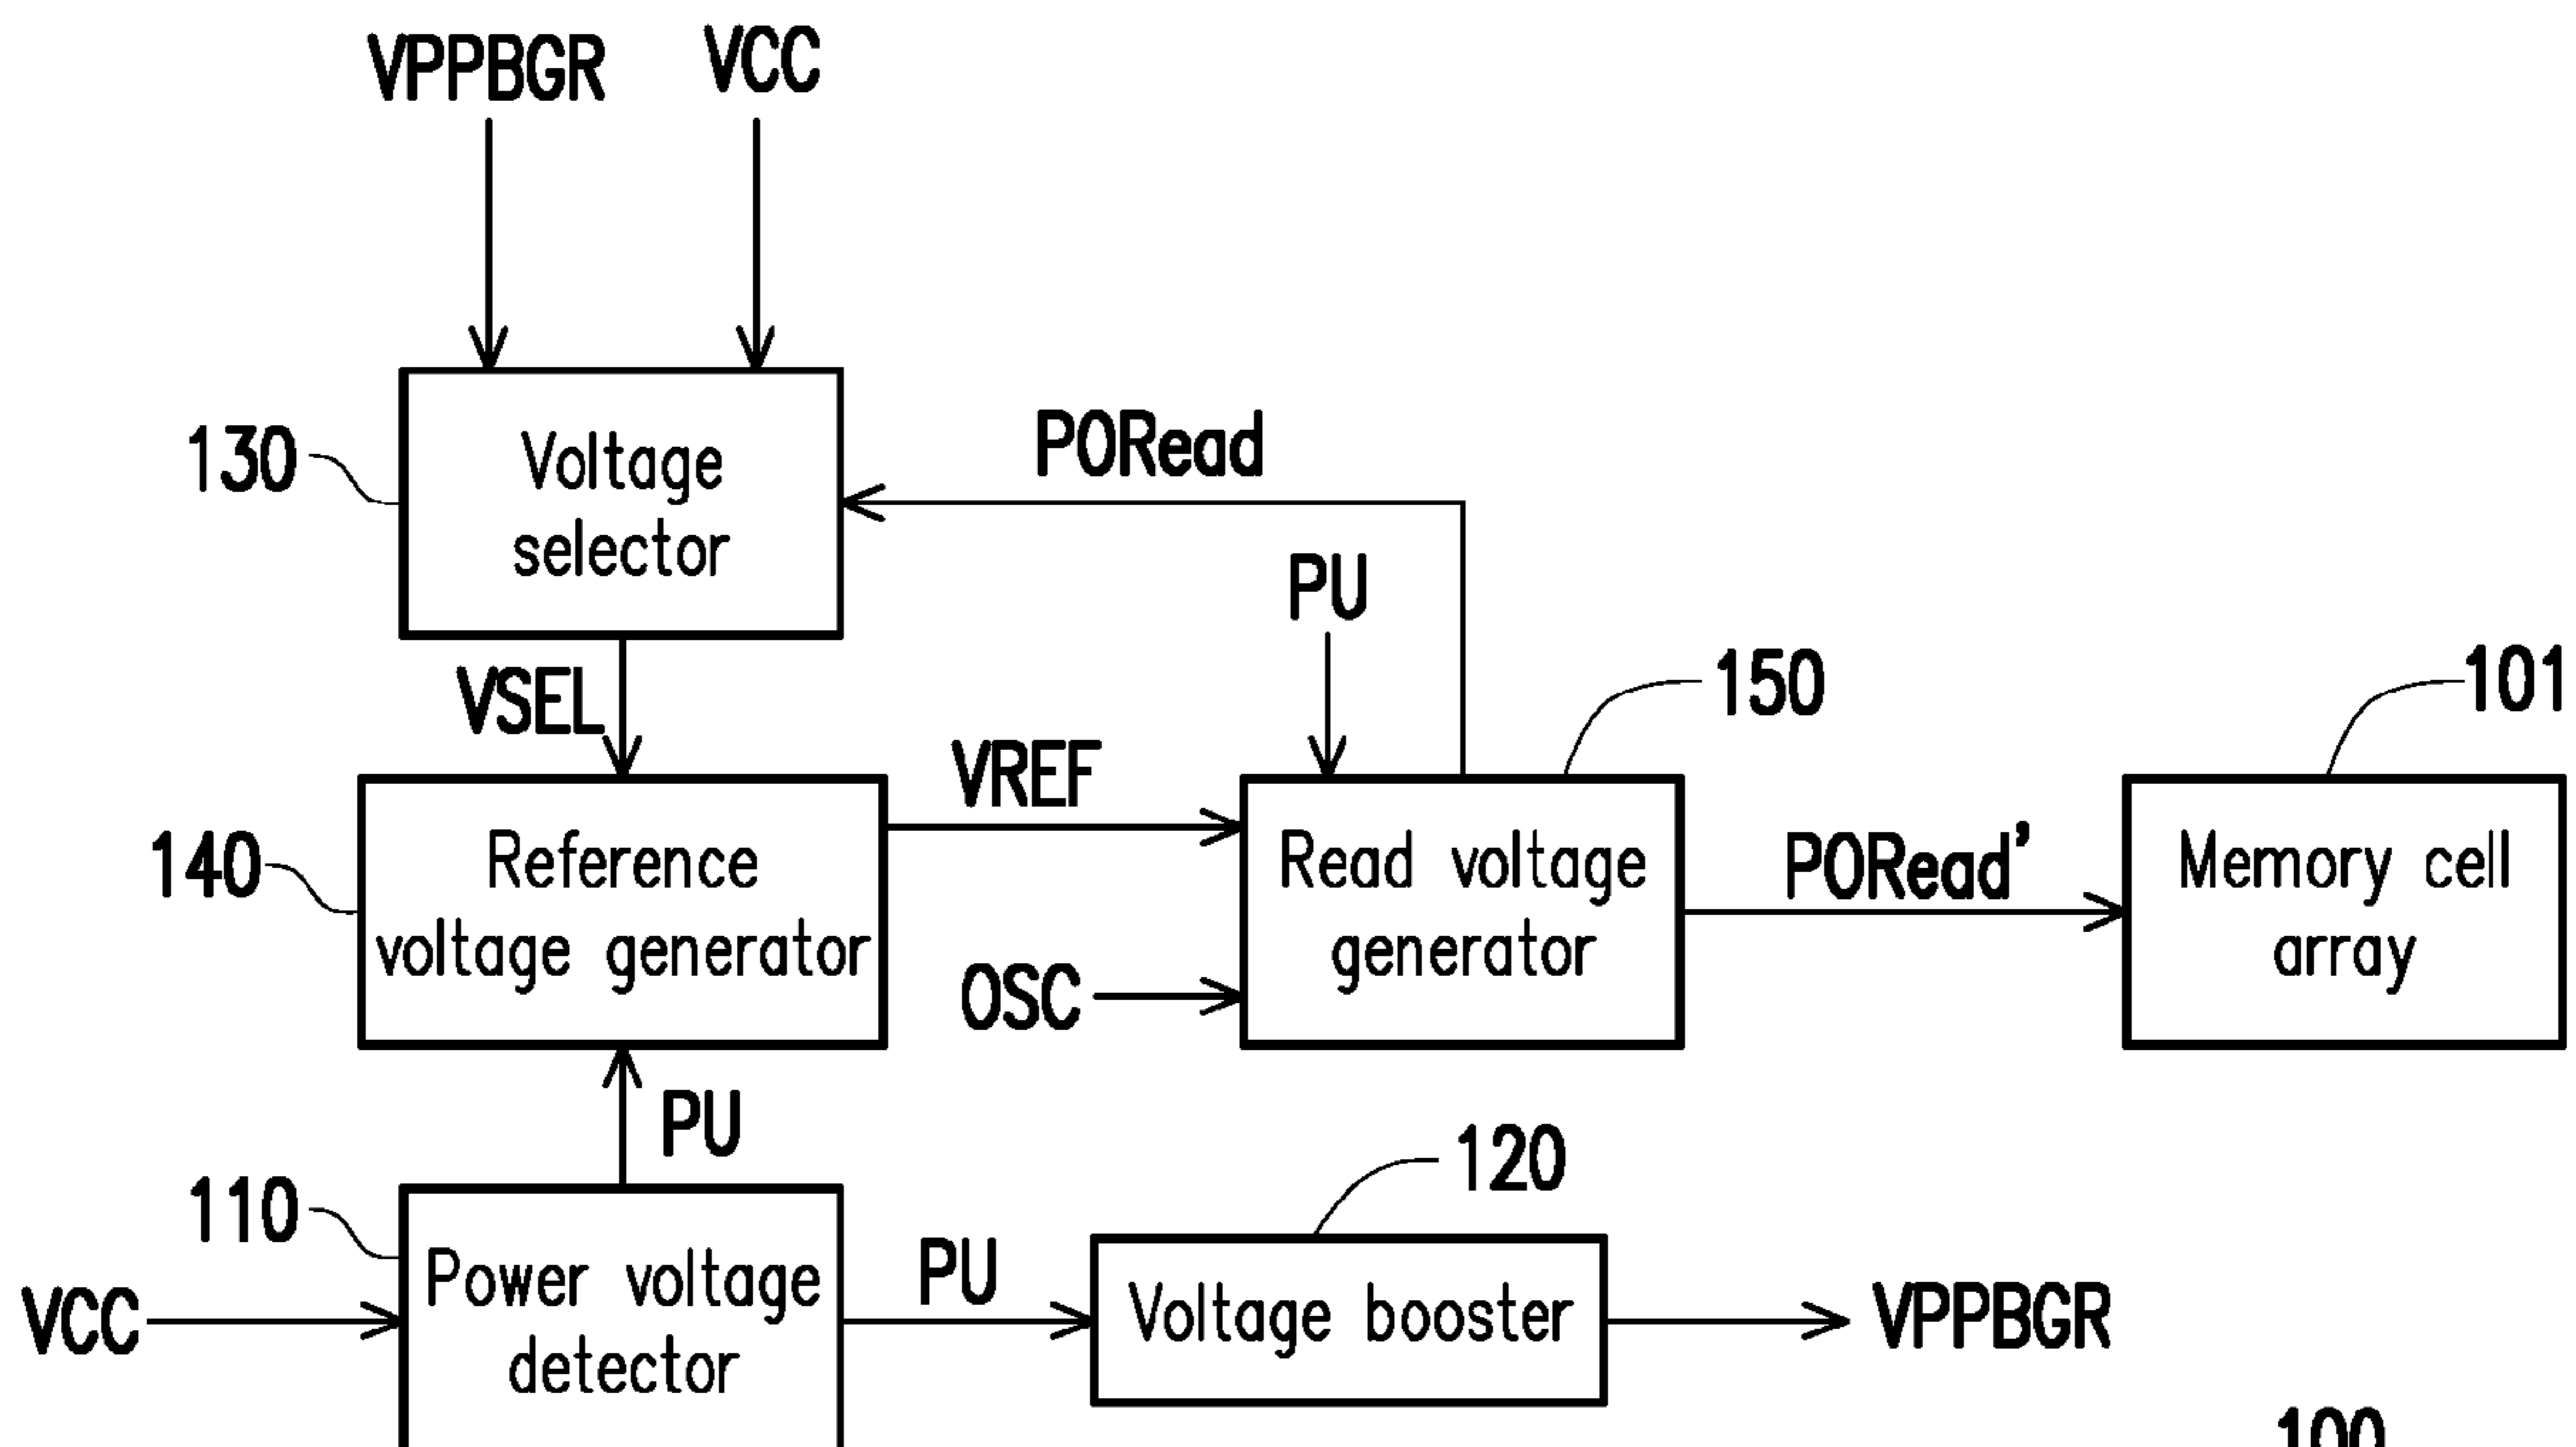 VPPBGR VCC
130
Voltage
selector
PORead
PU
VSEL
VREF
150
101
140
Reference
voltage generator
OSC
Read voltage
generator
PORead'
Memory cell
array
PU
110
120
VCC
Power voltage
detector
PU
Voltage booster
VPPBGR
100